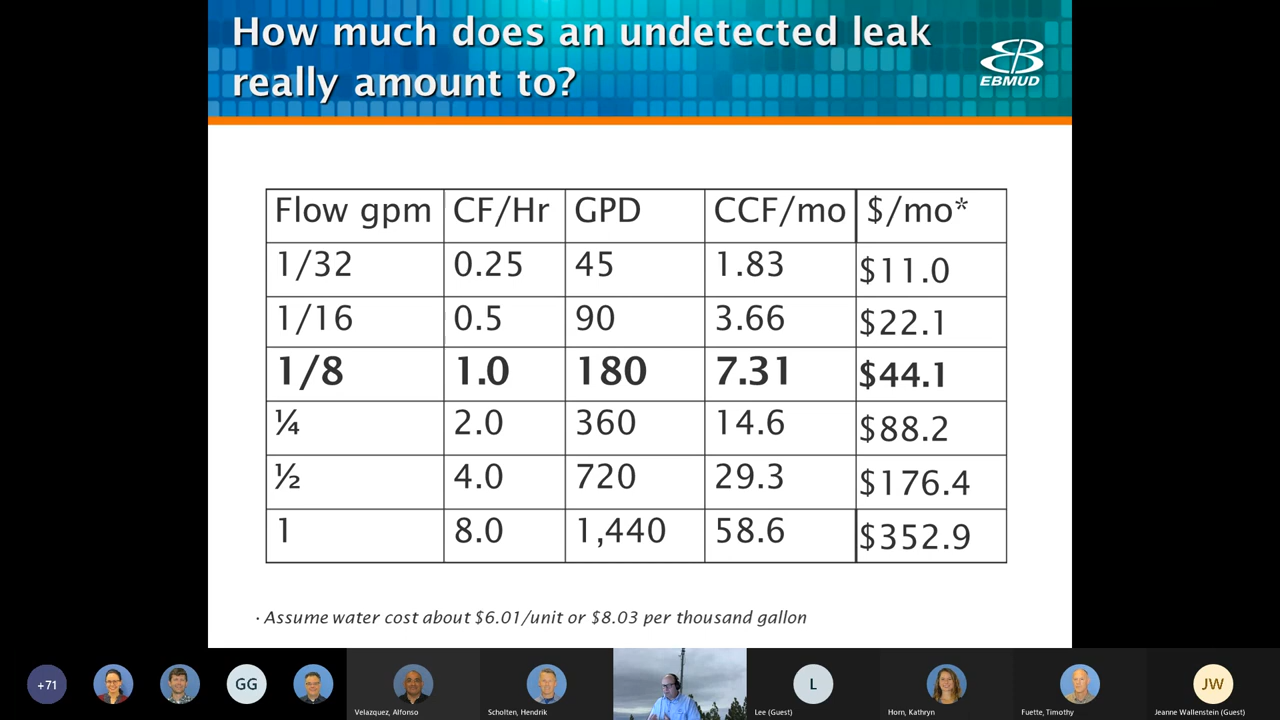 How much does an undetected leak
really amount to?
EBMUD
Flow gpm CF/Hr GPD CCF/mo $/mo*
1/32 0.25 45 1.83 $11.0
1/16 0.5 90 3.66 $22.1
1/8 1.0 180 7.31 $44.1
¼ 2.0 360 14.6 $88.2
½ 4.0 720 29.3 $176.4
1 8.0 1,440 58.6 $352.9
· Assume water cost about $6.01/unit or $8.03 per thousand gallon
+71 GG L JW
Velazquez, Alfonso Scholten, Hendrik Lee (Guest) Horn, Kathryn Fuette, Timothy Jeanne Wallenstein (Guest)